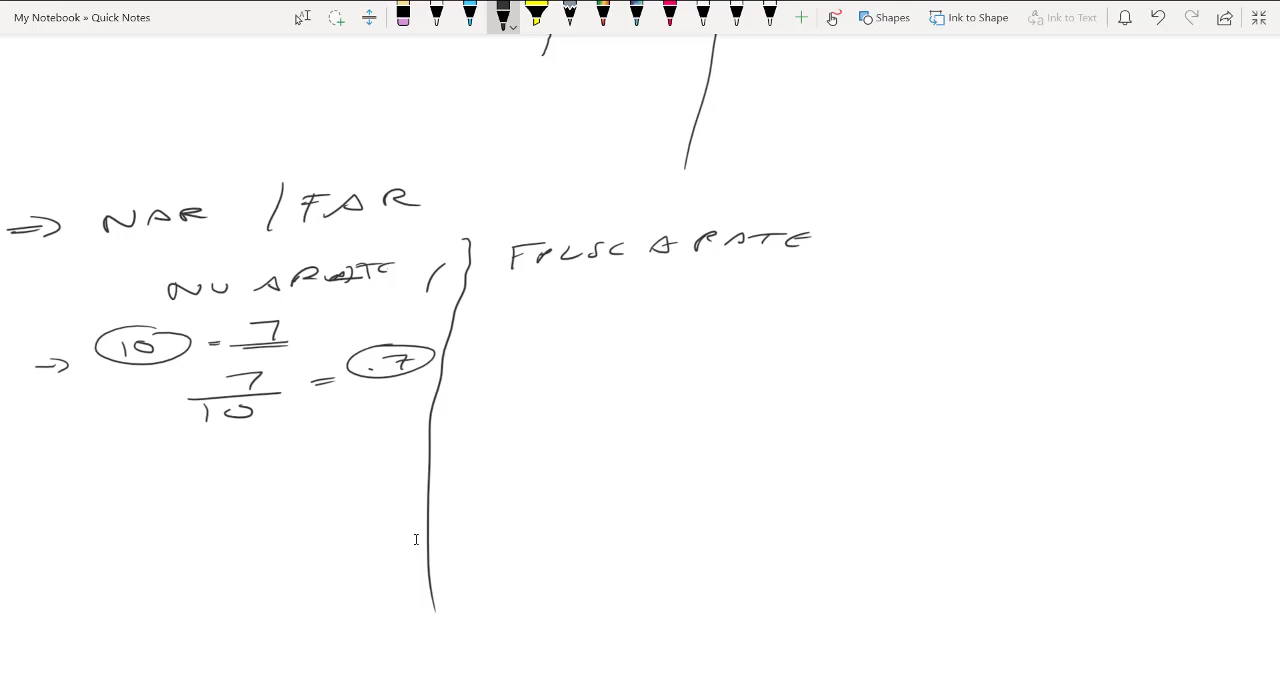 My Notebook » Quick Notes
Shapes
Ink to Shape
Ink to Text
=> NAR / FAR
NU ARATE /
FALSE A RATE
-> 10 = 7
7
10
= .7